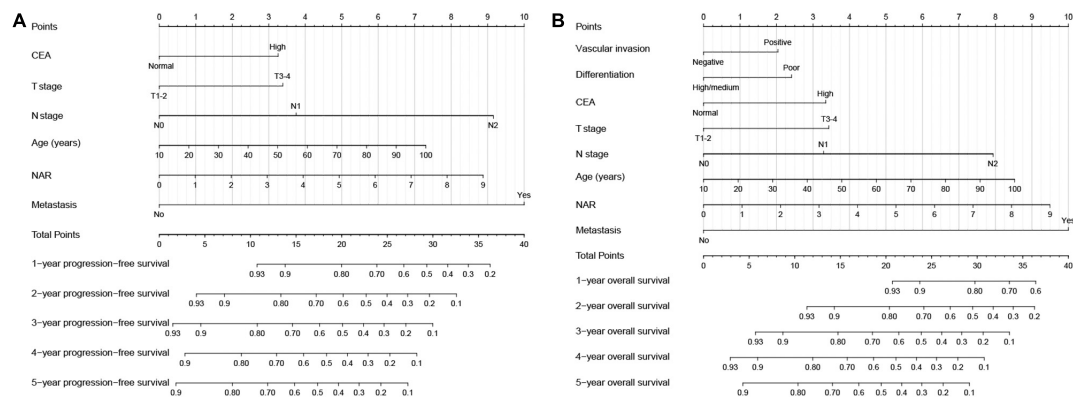 A
Points
0 1 2 3 4 5 6 7 8 9 10
CEA
High
Normal
T stage
T3-4
T1-2
N stage
N1
N0 N2
Age (years)
10 20 30 40 50 60 70 80 90 100
NAR
0 1 2 3 4 5 6 7 8 9
Metastasis
Yes
No
Total Points
0 5 10 15 20 25 30 35 40
1-year progression-free survival
0.93 0.9 0.80 0.70 0.6 0.5 0.4 0.3 0.2
2-year progression-free survival
0.93 0.9 0.80 0.70 0.6 0.5 0.4 0.3 0.2 0.1
3-year progression-free survival
0.93 0.9 0.80 0.70 0.6 0.5 0.4 0.3 0.2 0.1
4-year progression-free survival
0.9 0.80 0.70 0.6 0.5 0.4 0.3 0.2 0.1
5-year progression-free survival
0.9 0.80 0.70 0.6 0.5 0.4 0.3 0.2 0.1
B
Points
0 1 2 3 4 5 6 7 8 9 10
Vascular invasion
Positive
Negative
Differentiation
Poor
High/medium
CEA
High
Normal
T stage
T3-4
T1-2
N stage
N1
N0 N2
Age (years)
10 20 30 40 50 60 70 80 90 100
NAR
0 1 2 3 4 5 6 7 8 9
Metastasis
Yes
No
Total Points
0 5 10 15 20 25 30 35 40
1-year overall survival
0.93 0.9 0.80 0.70 0.6
2-year overall survival
0.93 0.9 0.80 0.70 0.6 0.5 0.4 0.3 0.2
3-year overall survival
0.93 0.9 0.80 0.70 0.6 0.5 0.4 0.3 0.2 0.1
4-year overall survival
0.93 0.9 0.80 0.70 0.6 0.5 0.4 0.3 0.2 0.1
5-year overall survival
0.9 0.80 0.70 0.6 0.5 0.4 0.3 0.2 0.1